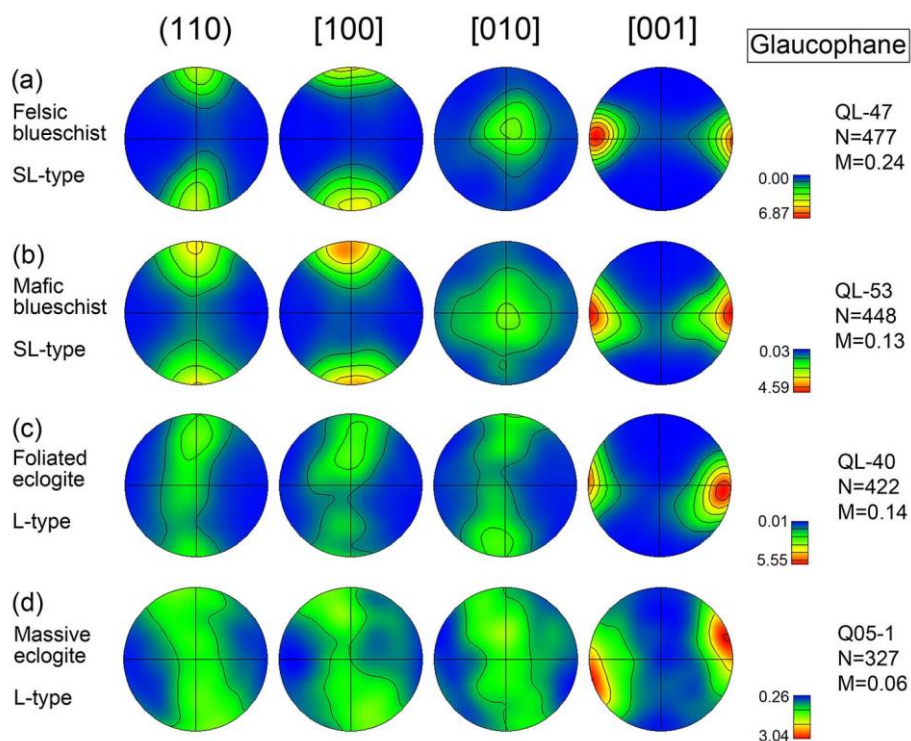 (110) [100] [010] [001] Glaucophane
(a)
Felsic
blueschist
SL-type
QL-47
N=477
M=0.24
0.00
6.87
(b)
Mafic
blueschist
SL-type
QL-53
N=448
M=0.13
0.03
4.59
(c)
Foliated
eclogite
L-type
QL-40
N=422
M=0.14
0.01
5.55
(d)
Massive
eclogite
L-type
Q05-1
N=327
M=0.06
0.26
3.04